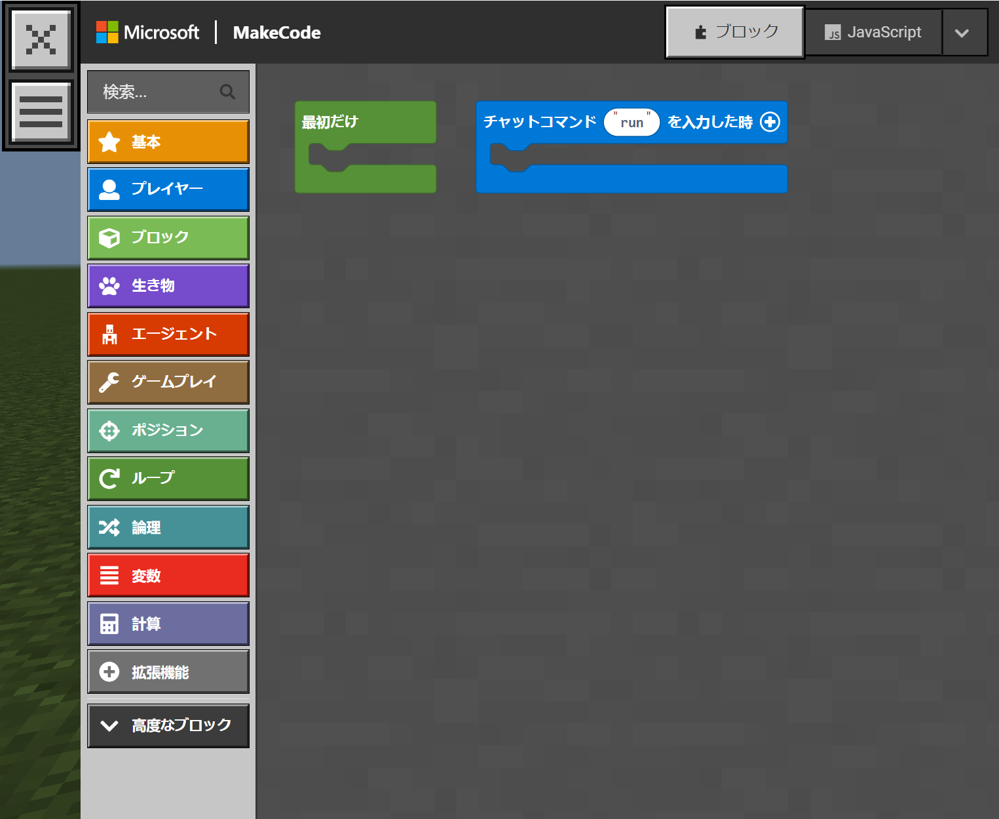 Microsoft | MakeCode
ブロック
JS JavaScript
検索...
基本
プレイヤー
ブロック
生き物
エージェント
ゲームプレイ
ポジション
ループ
論理
変数
計算
拡張機能
高度なブロック
最初だけ
チャットコマンド "run" を入力した時